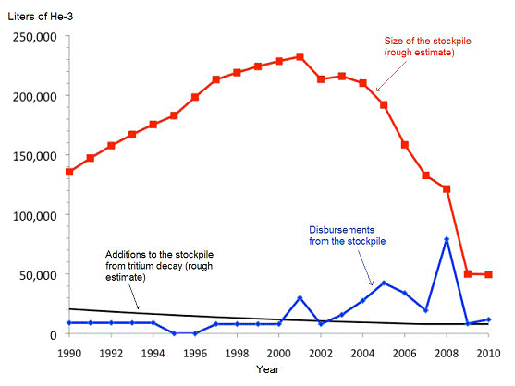 Liters of He-3
250,000
200,000
150,000
100,000
50,000
0
Size of the stockpile
(rough estimate)
Disbursements
from the stockpile
Additions to the stockpile
from tritium decay (rough
estimate)
1990 1992 1994 1996 1998 2000 2002 2004 2006 2008 2010
Year